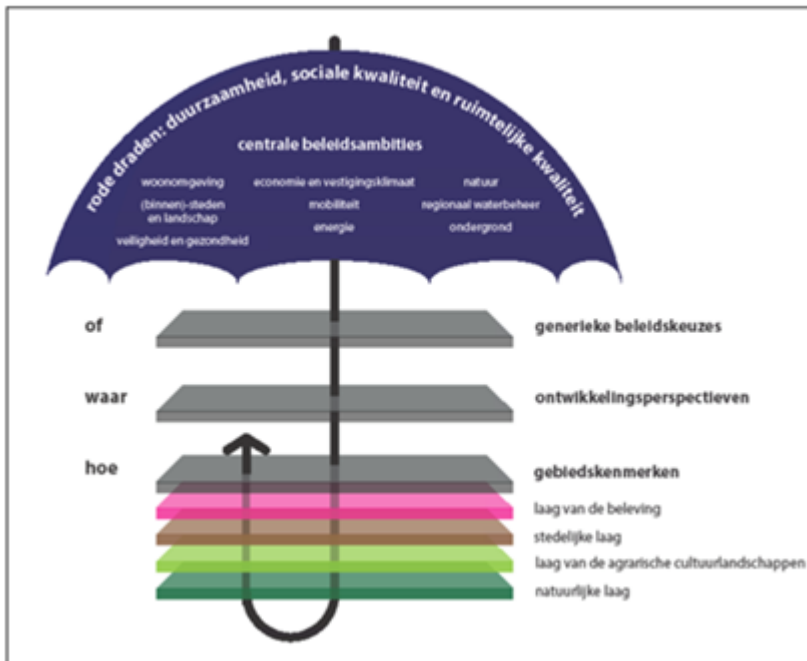 rode draden: duurzaamheid, sociale kwaliteit en ruimtelijke kwaliteit
centrale beleidsambities
woonomgeving
(binnen)-steden
en landschap
veiligheid en gezondheid
economie en vestigingsklimaat
mobiliteit
energie
natuur
regionaal waterbeheer
ondergrond
of
generieke beleidskeuzes
waar
ontwikkelingsperspectieven
hoe
gebiedskenmerken
laag van de beleving
stedelijke laag
laag van de agrarische cultuurlandschappen
natuurlijke laag